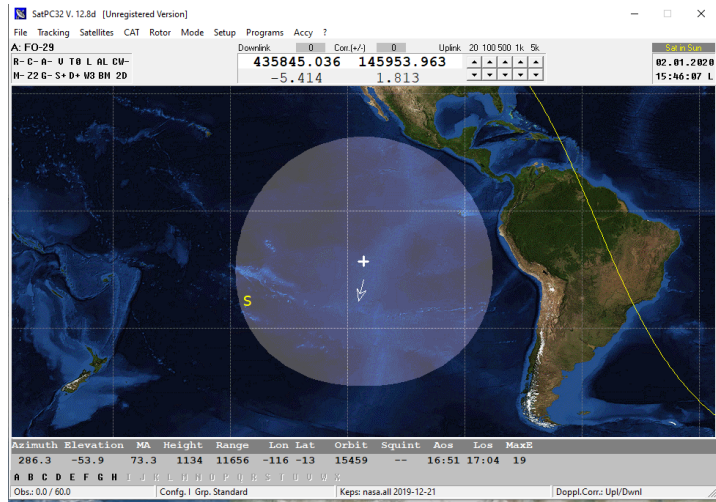 SatPC32 V. 12.8d [Unregistered Version]
File Tracking Satellites CAT Rotor Mode Setup Programs Accy ?
A: FO-29 Downlink 0 Corr.(+/-) 0 Uplink 20 100 500 1k 5k Sat in Sun
R- C- A- V T0 L AL CW- 435845.036 145953.963 02.01.2020
M- Z2 G- S+ D+ W3 BM 2D -5.414 1.813 15:46:07 L
S
Azimuth Elevation MA Height Range Lon Lat Orbit Squint Aos Los MaxE
286.3 -53.9 73.3 1134 11656 -116 -13 15459 -- 16:51 17:04 19
A B C D E F G H I J K L M N O P Q R S T U V W X
Obs.: 0.0 / 60.0 Confg. I Grp. Standard Keps: nasa.all 2019-12-21 Doppl.Corr.: Upl/Dwnl